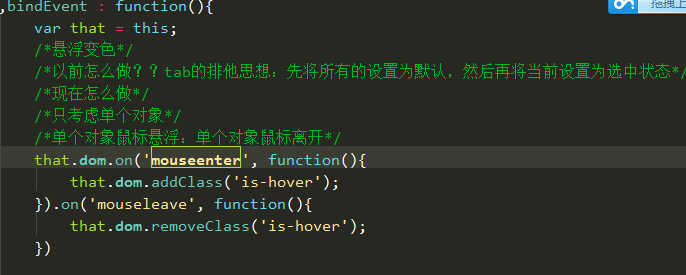 拖拽上
,bindEvent : function(){
var that = this;
/*悬浮变色*/
/*以前怎么做？？tab的排他思想：先将所有的设置为默认，然后再将当前设置为选中状态*/
/*现在怎么做*/
/*只考虑单个对象*/
/*单个对象鼠标悬浮：单个对象鼠标离开*/
that.dom.on('mouseenter', function(){
that.dom.addClass('is-hover');
}).on('mouseleave', function(){
that.dom.removeClass('is-hover');
})